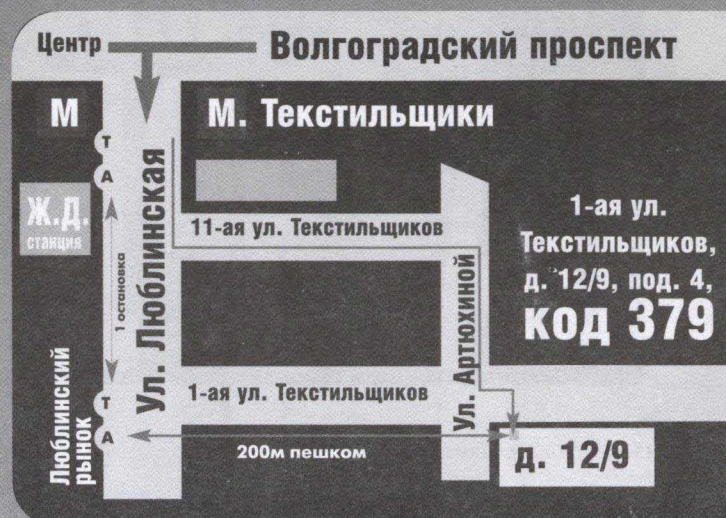 Центр
Волгоградский проспект
М
М. Текстильщики
Т
А
Ж.Д.
станция
1 остановка
Ул. Люблинская
11-ая ул. Текстильщиков
1-ая ул.
Текстильщиков,
д. 12/9, под. 4,
код 379
Ул. Артюхиной
1-ая ул. Текстильщиков
Т
А
Люблинский
рынок
200м пешком
д. 12/9